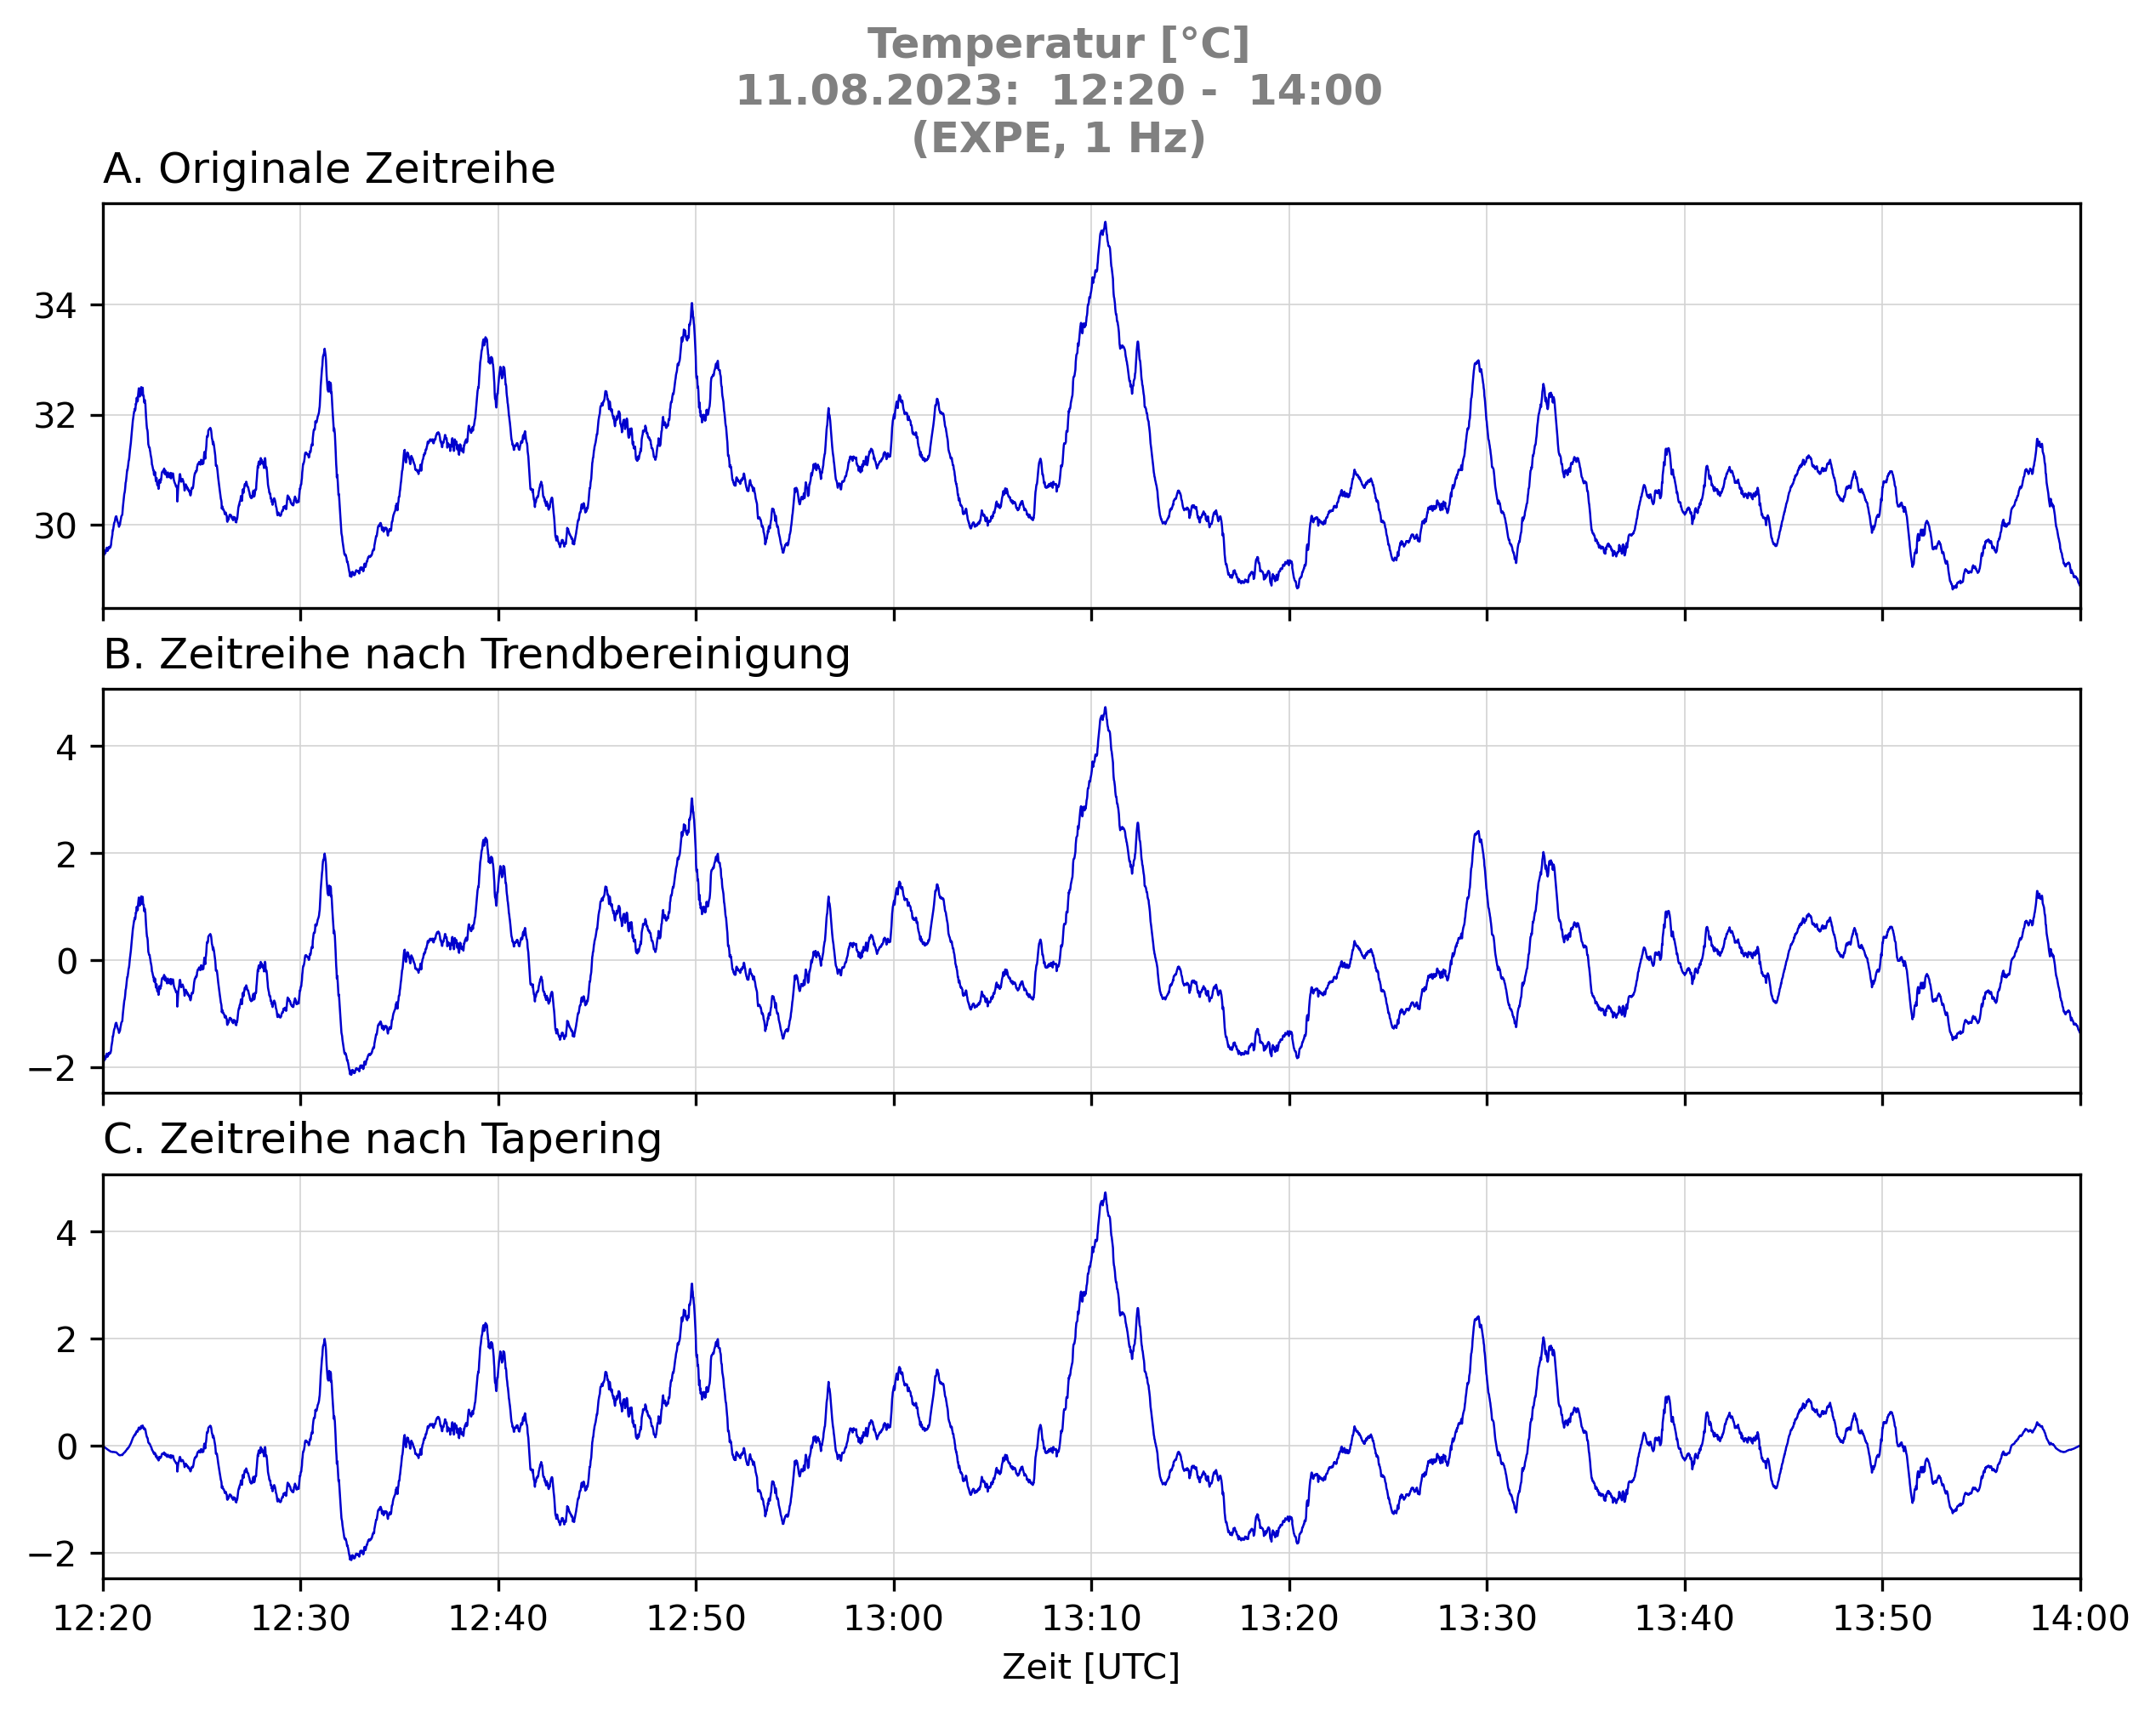 Temperatur [°C]
11.08.2023:  12:20 -  14:00
(EXPE, 1 Hz)
A. Originale Zeitreihe
34
32
30
B. Zeitreihe nach Trendbereinigung
4
2
0
−2
C. Zeitreihe nach Tapering
4
2
0
−2
12:20 12:30 12:40 12:50 13:00 13:10 13:20 13:30 13:40 13:50 14:00
Zeit [UTC]